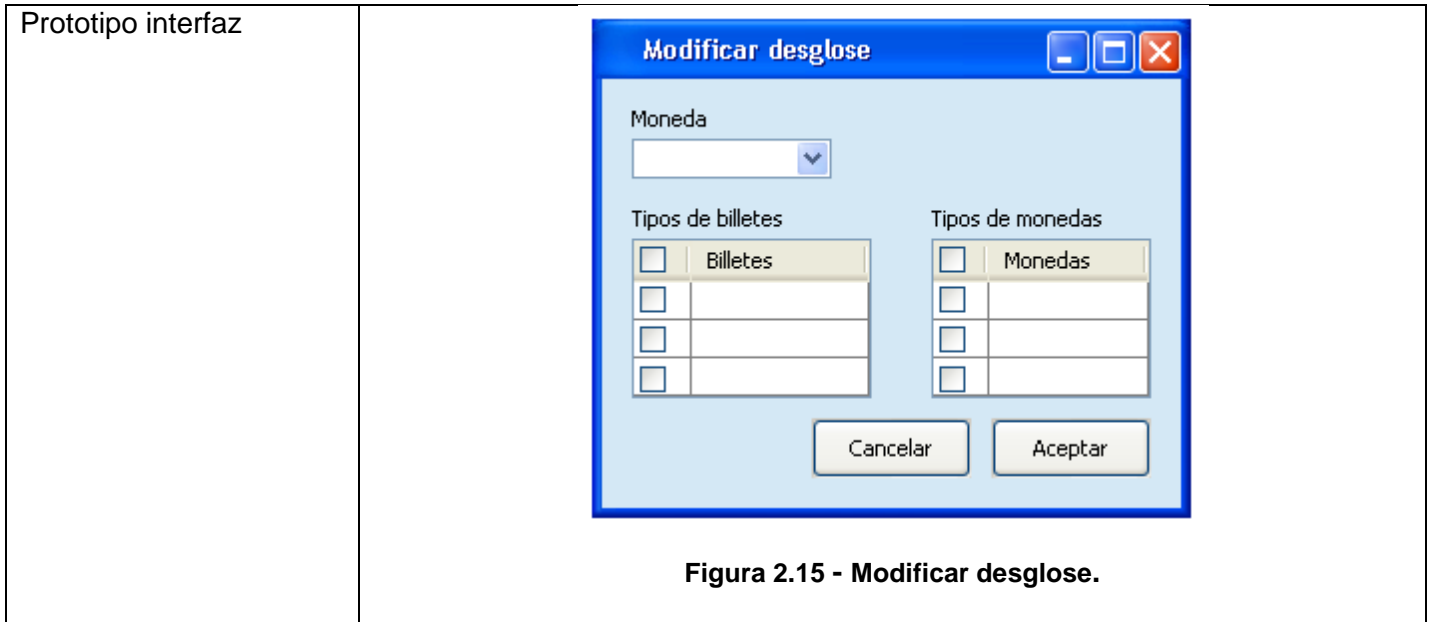 Prototipo interfaz
Modificar desglose
Moneda
Tipos de billetes
Billetes
Tipos de monedas
Monedas
Cancelar
Aceptar
Figura 2.15 - Modificar desglose.